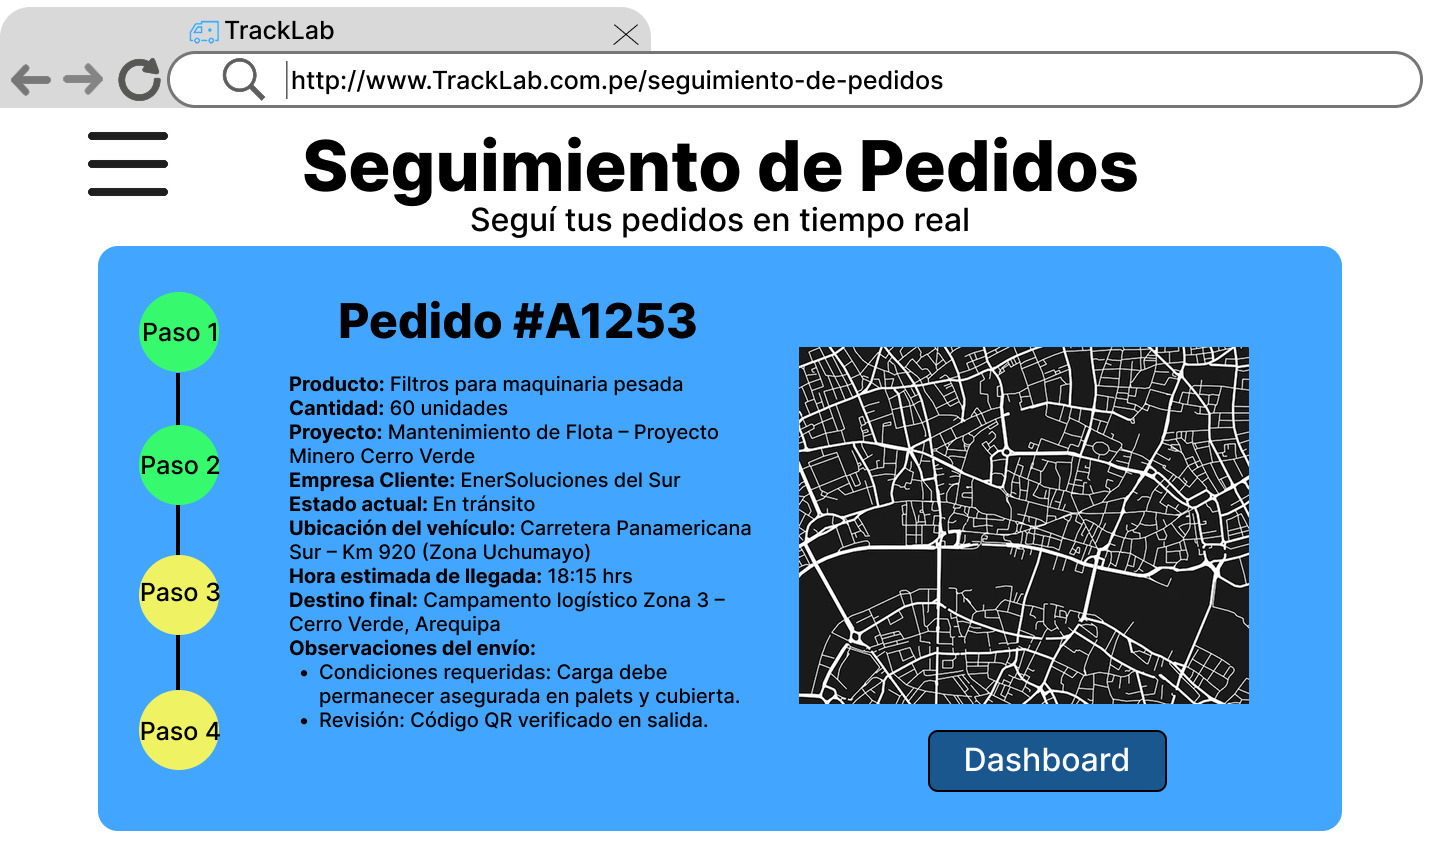 TrackLab
http://www.TrackLab.com.pe/seguimiento-de-pedidos
Seguimiento de Pedidos
Seguí tus pedidos en tiempo real
Paso 1
Paso 2
Paso 3
Paso 4
Pedido #A1253
Producto: Filtros para maquinaria pesada
Cantidad: 60 unidades
Proyecto: Mantenimiento de Flota – Proyecto
Minero Cerro Verde
Empresa Cliente: EnerSoluciones del Sur
Estado actual: En tránsito
Ubicación del vehículo: Carretera Panamericana
Sur – Km 920 (Zona Uchumayo)
Hora estimada de llegada: 18:15 hrs
Destino final: Campamento logístico Zona 3 –
Cerro Verde, Arequipa
Observaciones del envío:
• Condiciones requeridas: Carga debe
permanecer asegurada en palets y cubierta.
• Revisión: Código QR verificado en salida.
Dashboard